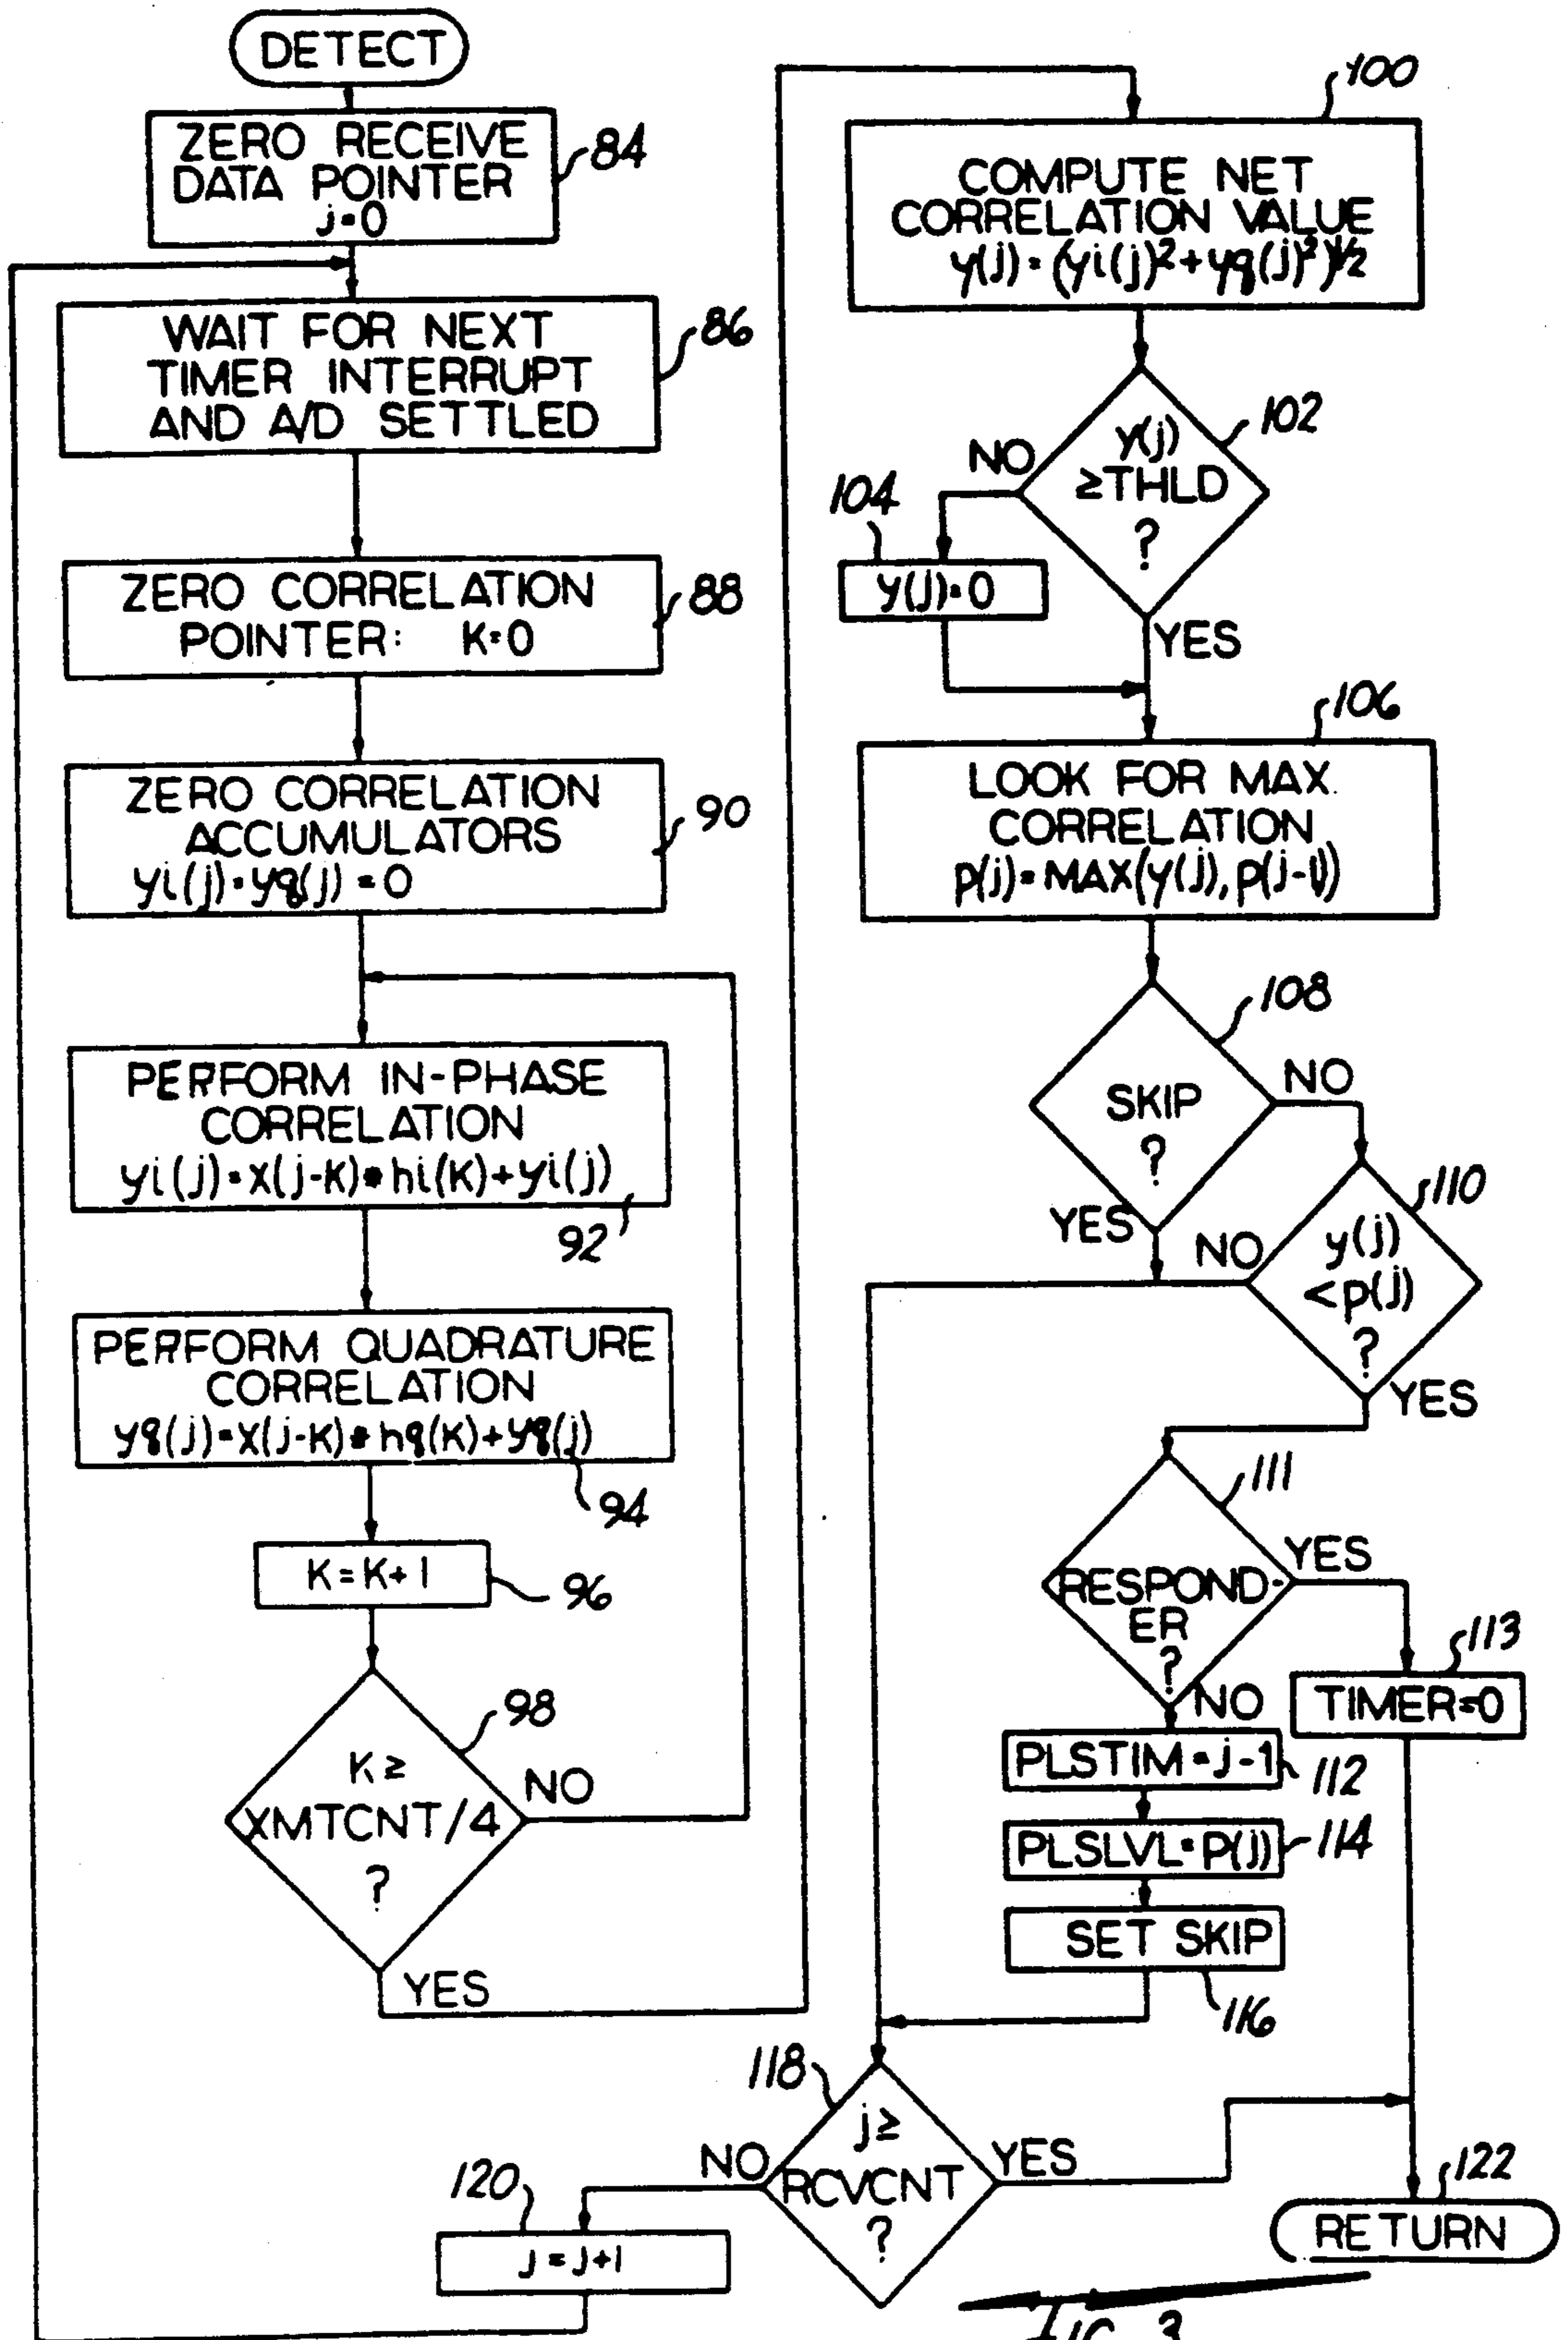 DETECT
ZERO RECEIVE
DATA POINTER
j=0
84
WAIT FOR NEXT
TIMER INTERRUPT
AND A/D SETTLED
86
ZERO CORRELATION
POINTER: K=0
88
ZERO CORRELATION
ACCUMULATORS
yi(j)=yq(j)=0
90
PERFORM IN-PHASE
CORRELATION
yi(j)=x(j-K)*hi(K)+yi(j)
92
PERFORM QUADRATURE
CORRELATION
yq(j)=x(j-K)*hq(K)+yq(j)
94
K=K+1
96
98
K≥
XMTCNT/4
?
NO
YES
100
COMPUTE NET
CORRELATION VALUE
y(j)=(yi(j)²+yq(j)²)½
102
y(j)
≥THLD
?
NO
104
y(j)=0
YES
106
LOOK FOR MAX.
CORRELATION
p(j)=MAX(y(j),p(j-1))
108
SKIP
?
NO
YES
110
y(j)
<p(j)
?
NO
YES
111
RESPOND-
ER
?
YES
NO
113
TIMER=0
PLSTIM=j-1
112
PLSLVL=p(j)
114
SET SKIP
116
118
j≥
RCVCNT
?
NO
YES
120
j=j+1
122
RETURN
FIG. 3